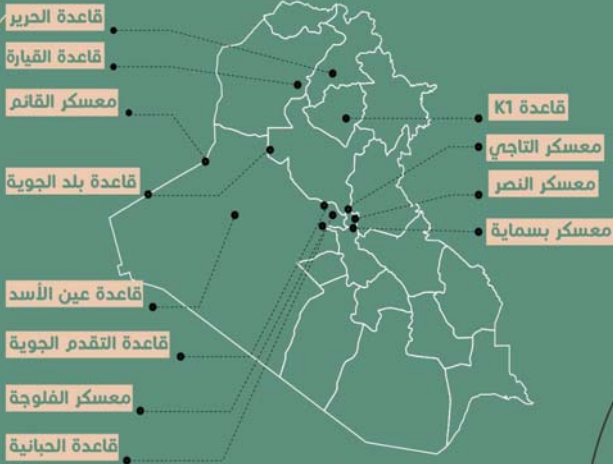 قاعدة الحرير
قاعدة القيارة
معسكر القائم
قاعدة بلد الجوية
قاعدة عين الأسد
قاعدة التقدم الجوية
معسكر الفلوجة
قاعدة الحبانية
قاعدة K1
معسكر التاجي
معسكر النصر
معسكر بسماية